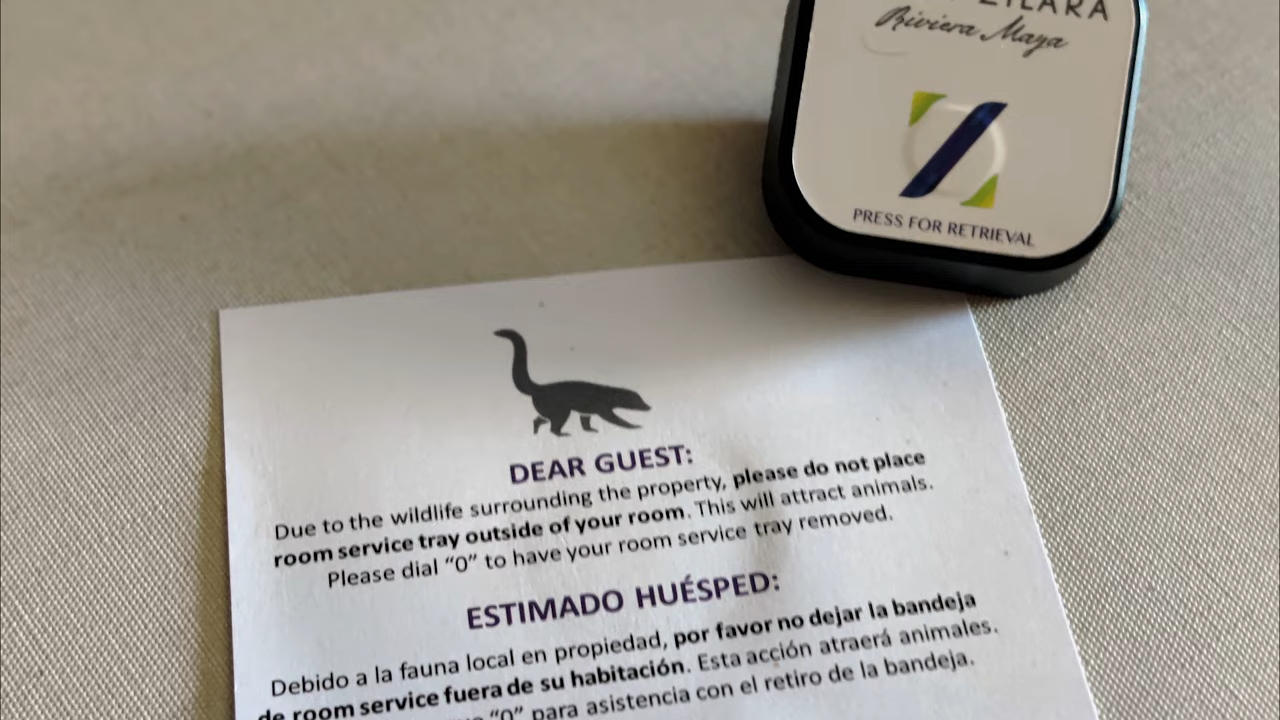 ZILARA
Riviera Maya
PRESS FOR RETRIEVAL
DEAR GUEST:
Due to the wildlife surrounding the property, please do not place
room service tray outside of your room. This will attract animals.
Please dial “0” to have your room service tray removed.
ESTIMADO HUÉSPED:
Debido a la fauna local en propiedad, por favor no dejar la bandeja
de room service fuera de su habitación. Esta acción atraerá animales.
“0” para asistencia con el retiro de la bandeja.